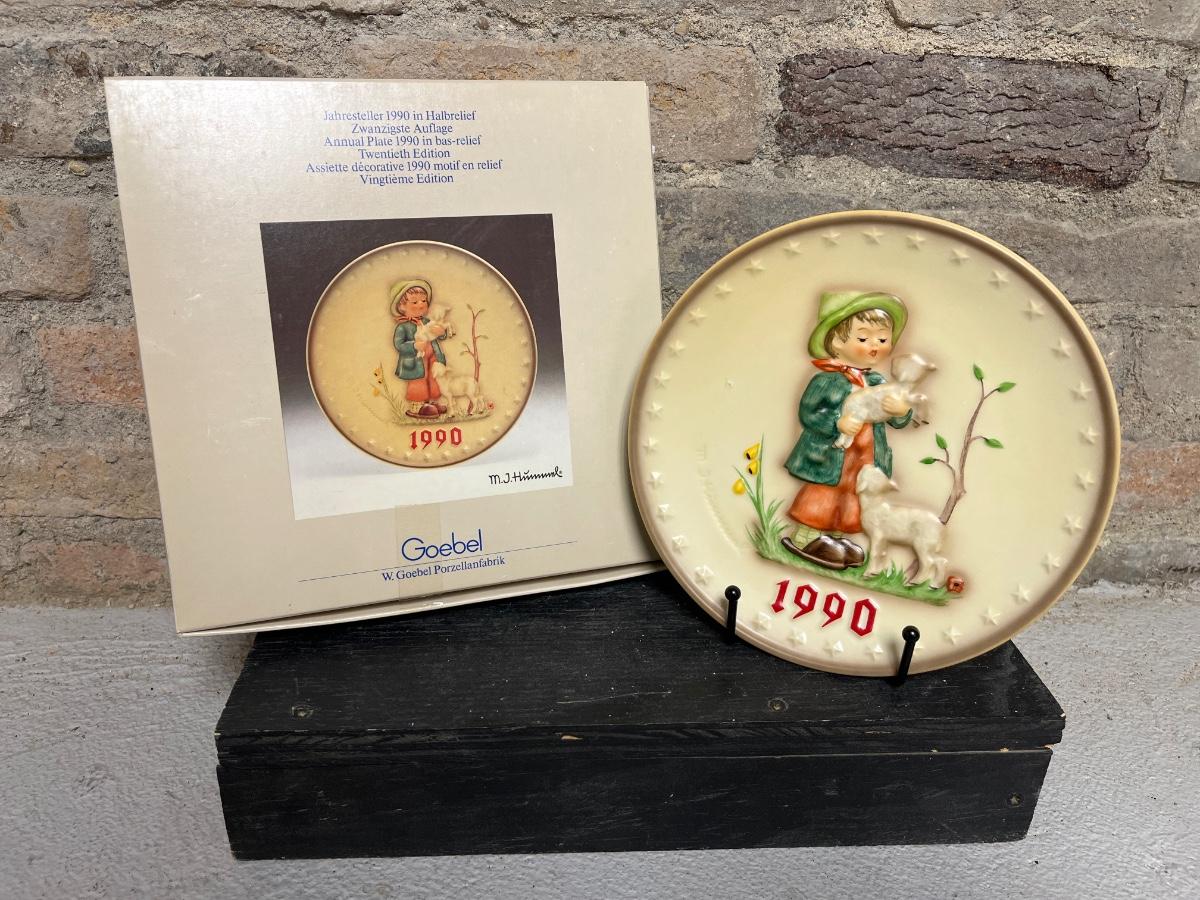 Jahresteller 1990 in Halbrelief
Zwanzigste Auflage
Annual Plate 1990 in bas-relief
Twentieth Edition
Assiette décorative 1990 motif en relief
Vingtième Edition
1990
M.J.Hummel®
Goebel
W. Goebel Porzellanfabrik
M.J.Hummel
1990